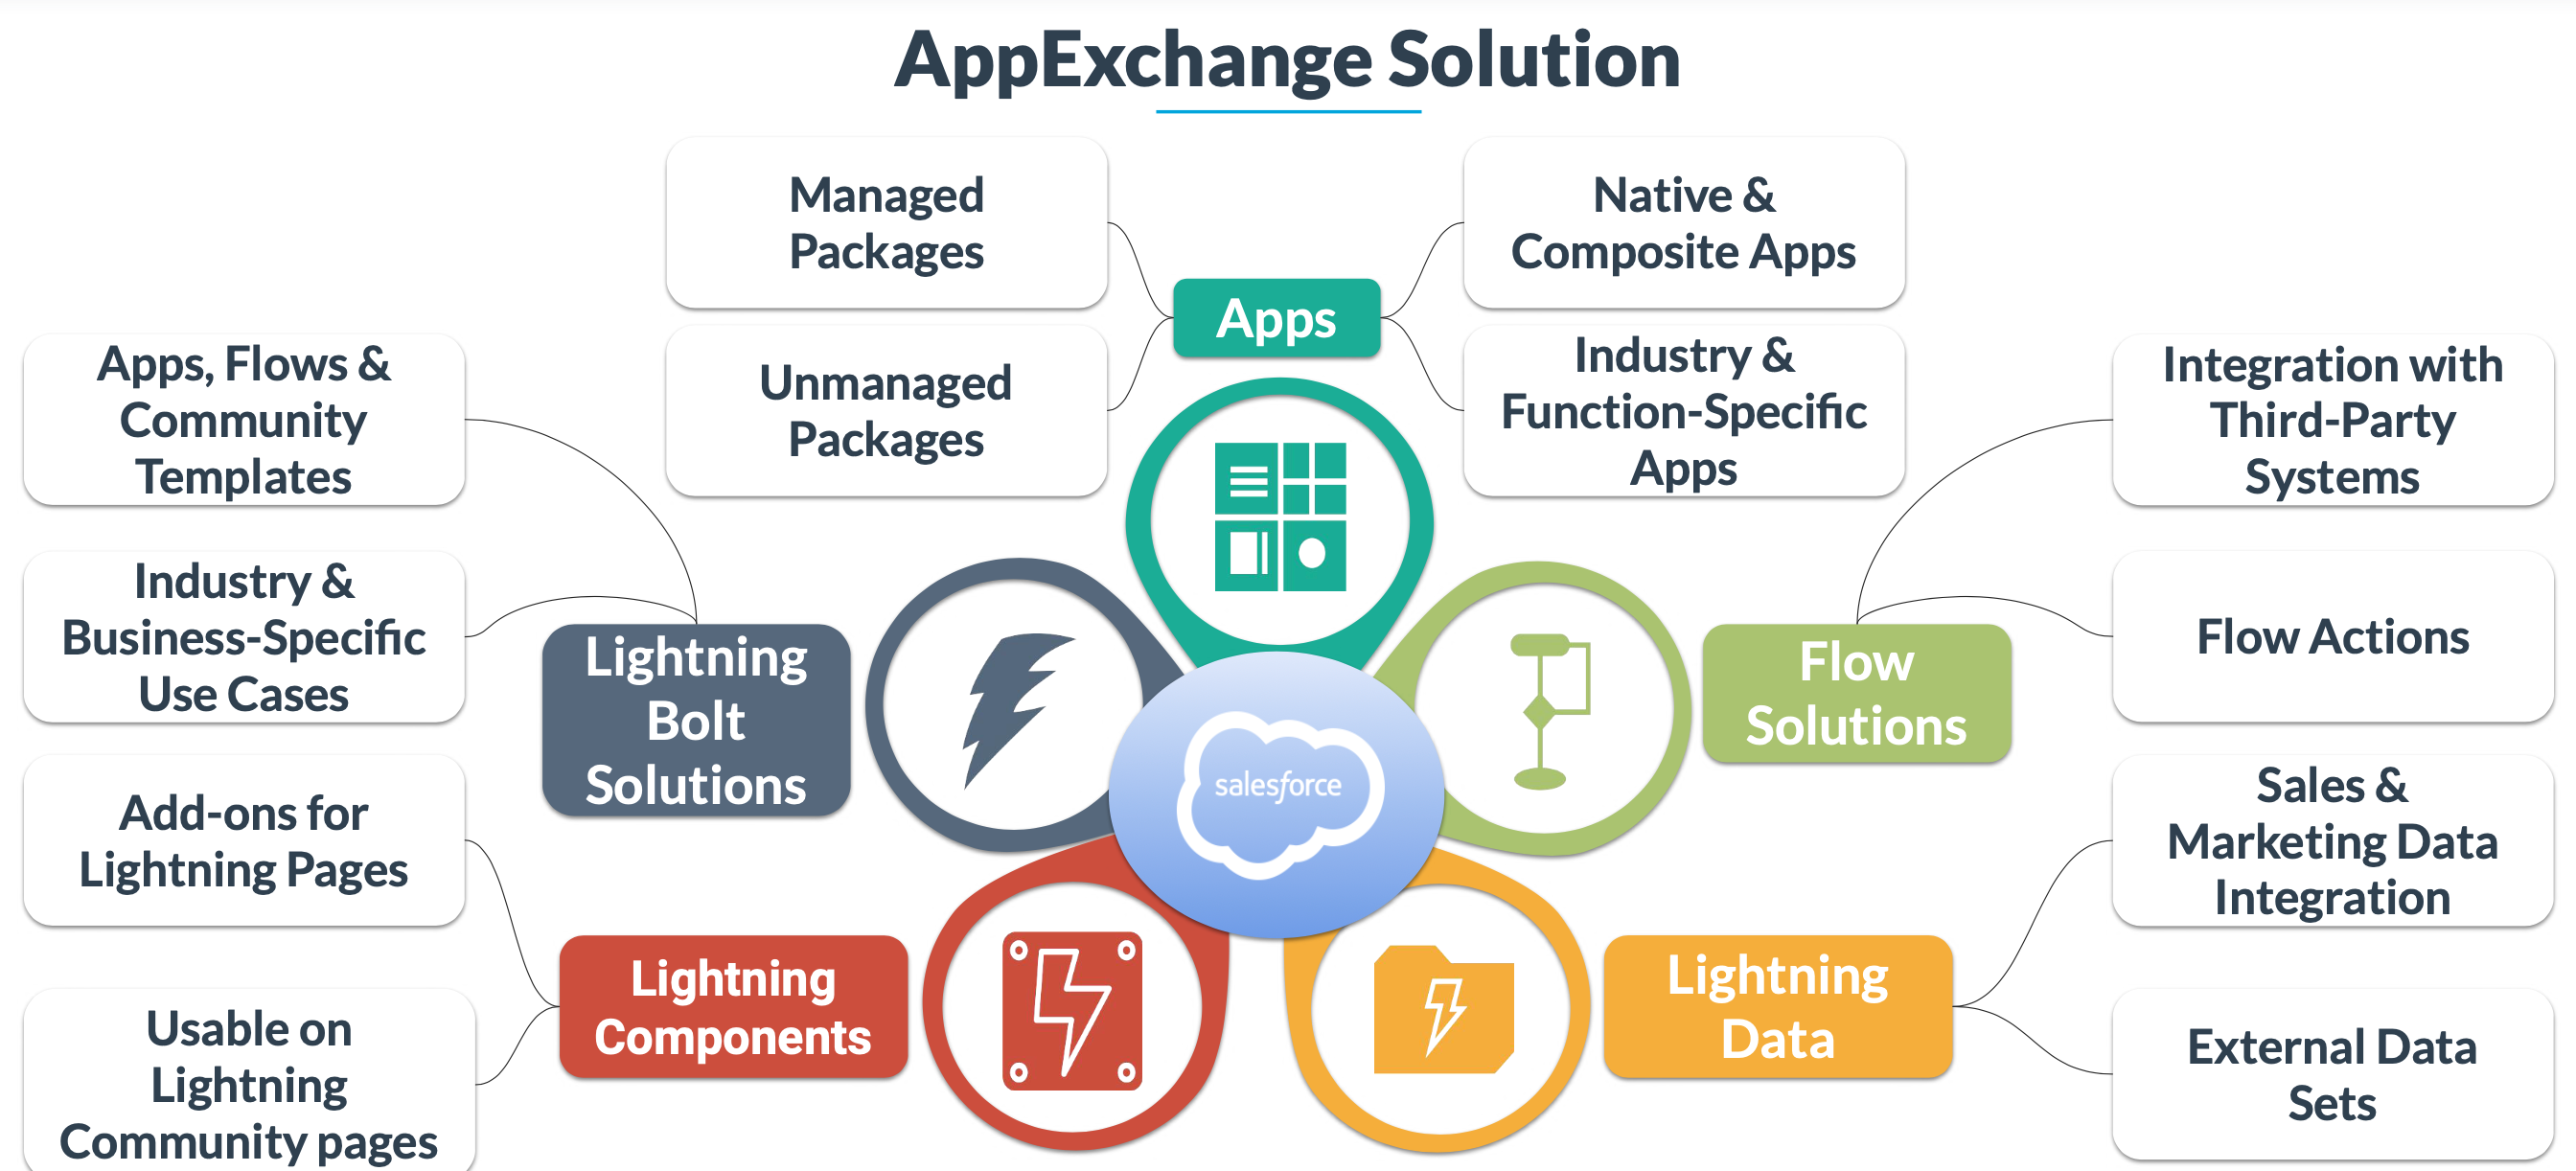 AppExchange Solution
Managed
Packages
Native &
Composite Apps
Apps
Unmanaged
Packages
Industry &
Function-Specific
Apps
Apps, Flows &
Community
Templates
Integration with
Third-Party
Systems
Industry &
Business-Specific
Use Cases
Flow Actions
Lightning
Bolt
Solutions
Flow
Solutions
salesforce
Add-ons for
Lightning Pages
Sales &
Marketing Data
Integration
Lightning
Components
Lightning
Data
Usable on
Lightning
Community pages
External Data
Sets